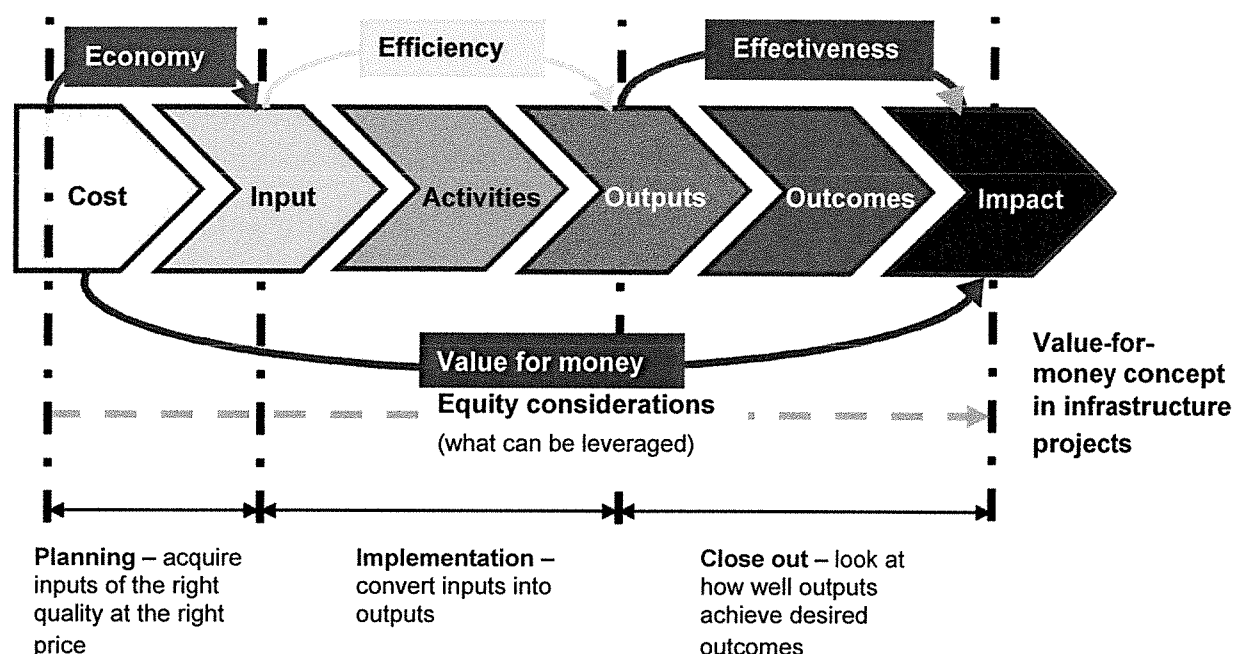 Economy
Efficiency
Effectiveness
Cost
Input
Activities
Outputs
Outcomes
Impact
Value for money
Equity considerations
(what can be leveraged)
Value-for-
money concept
in infrastructure
projects
Planning – acquire
inputs of the right
quality at the right
price
Implementation –
convert inputs into
outputs
Close out – look at
how well outputs
achieve desired
outcomes